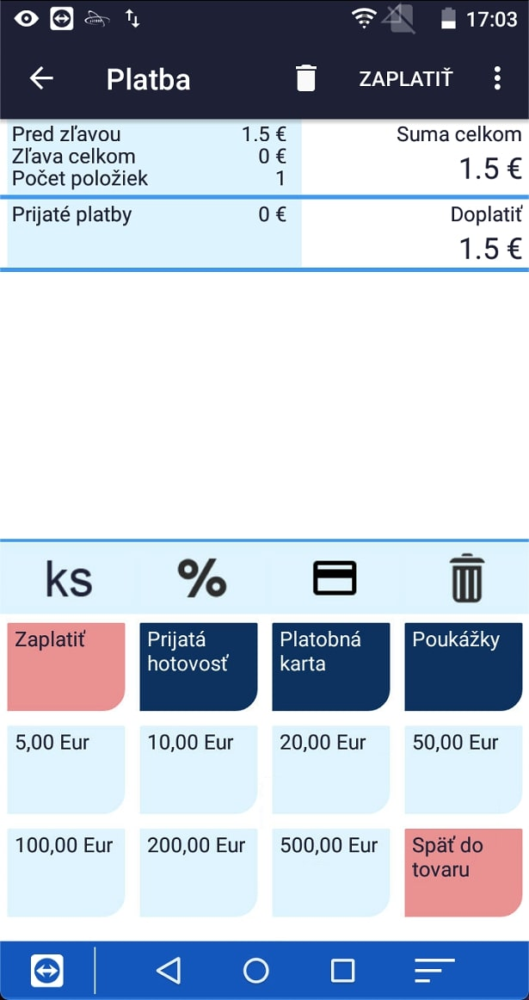 17:03
Platba ZAPLATIŤ
Pred zľavou 1.5 €
Zľava celkom 0 €
Počet položiek 1
Suma celkom
1.5 €
Prijaté platby 0 €
Doplatiť
1.5 €
ks %
Zaplatiť
Prijatá
hotovosť
Platobná
karta
Poukážky
5,00 Eur
10,00 Eur
20,00 Eur
50,00 Eur
100,00 Eur
200,00 Eur
500,00 Eur
Späť do
tovaru